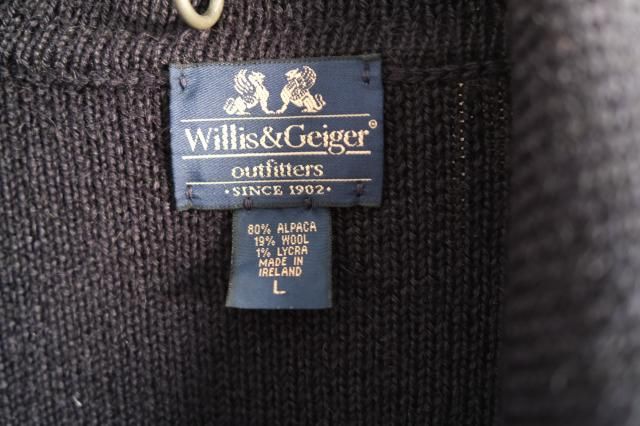 Willis&Geiger®
outfitters
• SINCE 1902 •
80% ALPACA
19% WOOL
1% LYCRA
MADE IN
IRELAND
L